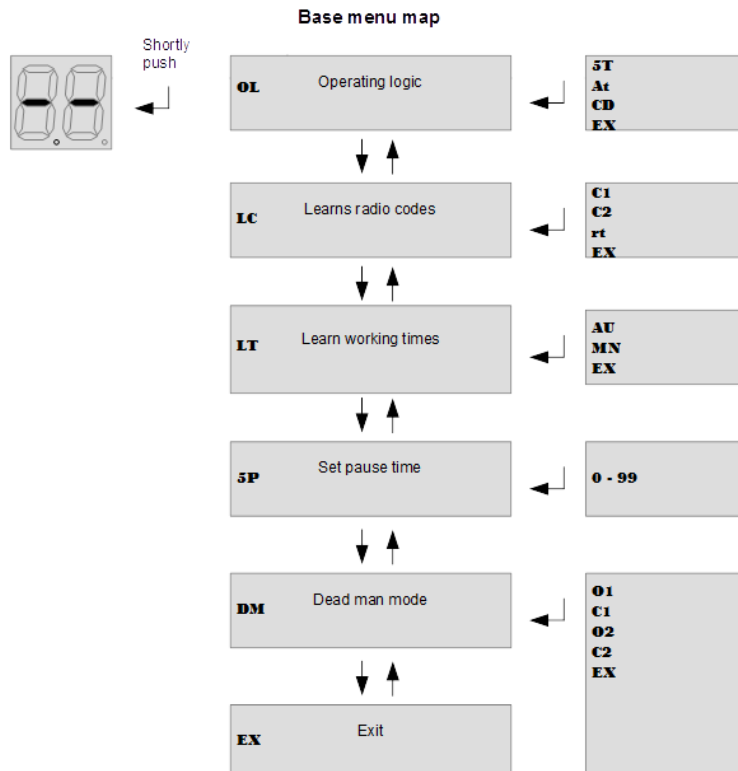 Base menu map
Shortly
push
OL Operating logic
5T
At
CD
EX
LC Learns radio codes
C1
C2
rt
EX
LT Learn working times
AU
MN
EX
5P Set pause time
0 - 99
DM Dead man mode
O1
C1
O2
C2
EX
EX Exit